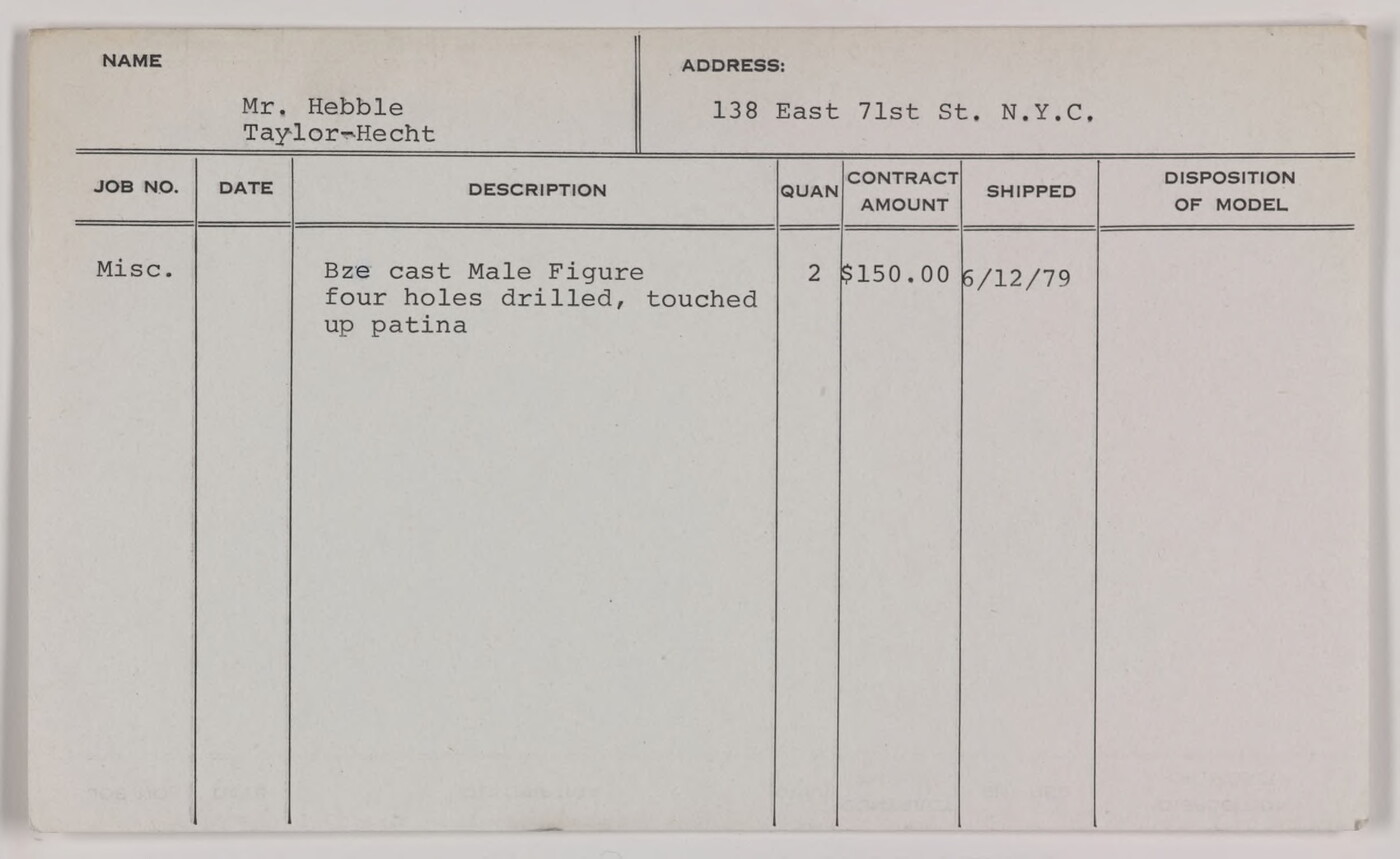 NAME
Mr. Hebble
Taylor-Hecht
ADDRESS:
138 East 71st St. N.Y.C.
JOB NO.
DATE
DESCRIPTION
QUAN
CONTRACT
AMOUNT
SHIPPED
DISPOSITION
OF MODEL
Misc.
Bze cast Male Figure
four holes drilled, touched
up patina
2
$150.00
6/12/79